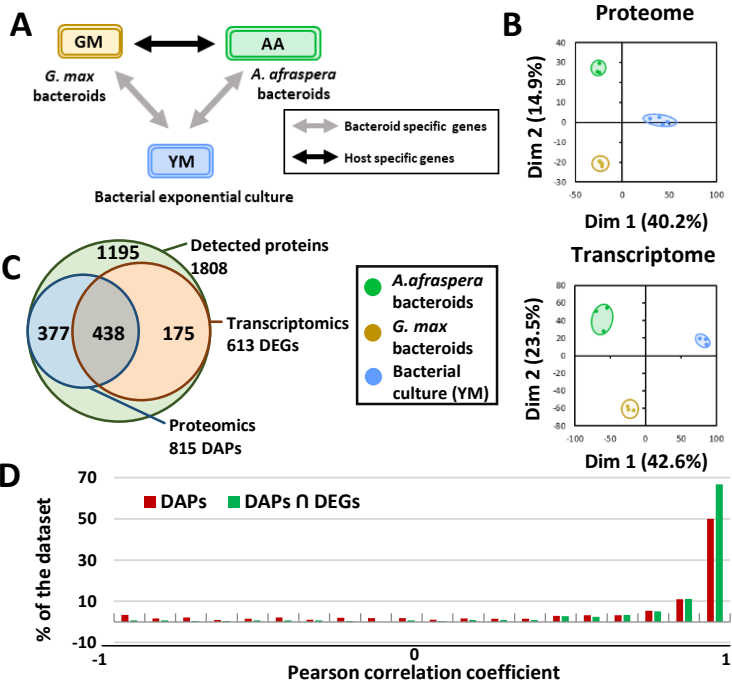 A
GM
AA
G. max
bacteroids
A. afraspera
bacteroids
YM
Bacterial exponential culture
Bacteroid specific genes
Host specific genes
B
Proteome
Dim 2 (14.9%)
40
30
20
10
0
-10
-20
-30
-50
0
50
100
Dim 1 (40.2%)
C
1195
377
438
175
Detected proteins
1808
Transcriptomics
613 DEGs
Proteomics
815 DAPs
A.afraspera
bacteroids
G. max
bacteroids
Bacterial
culture (YM)
Transcriptome
Dim 2 (23.5%)
80
60
40
20
0
-20
-40
-60
-80
-100
-50
0
50
100
Dim 1 (42.6%)
D
% of the dataset
70
50
30
10
-10
DAPs
DAPs ∩ DEGs
-1
0
1
Pearson correlation coefficient